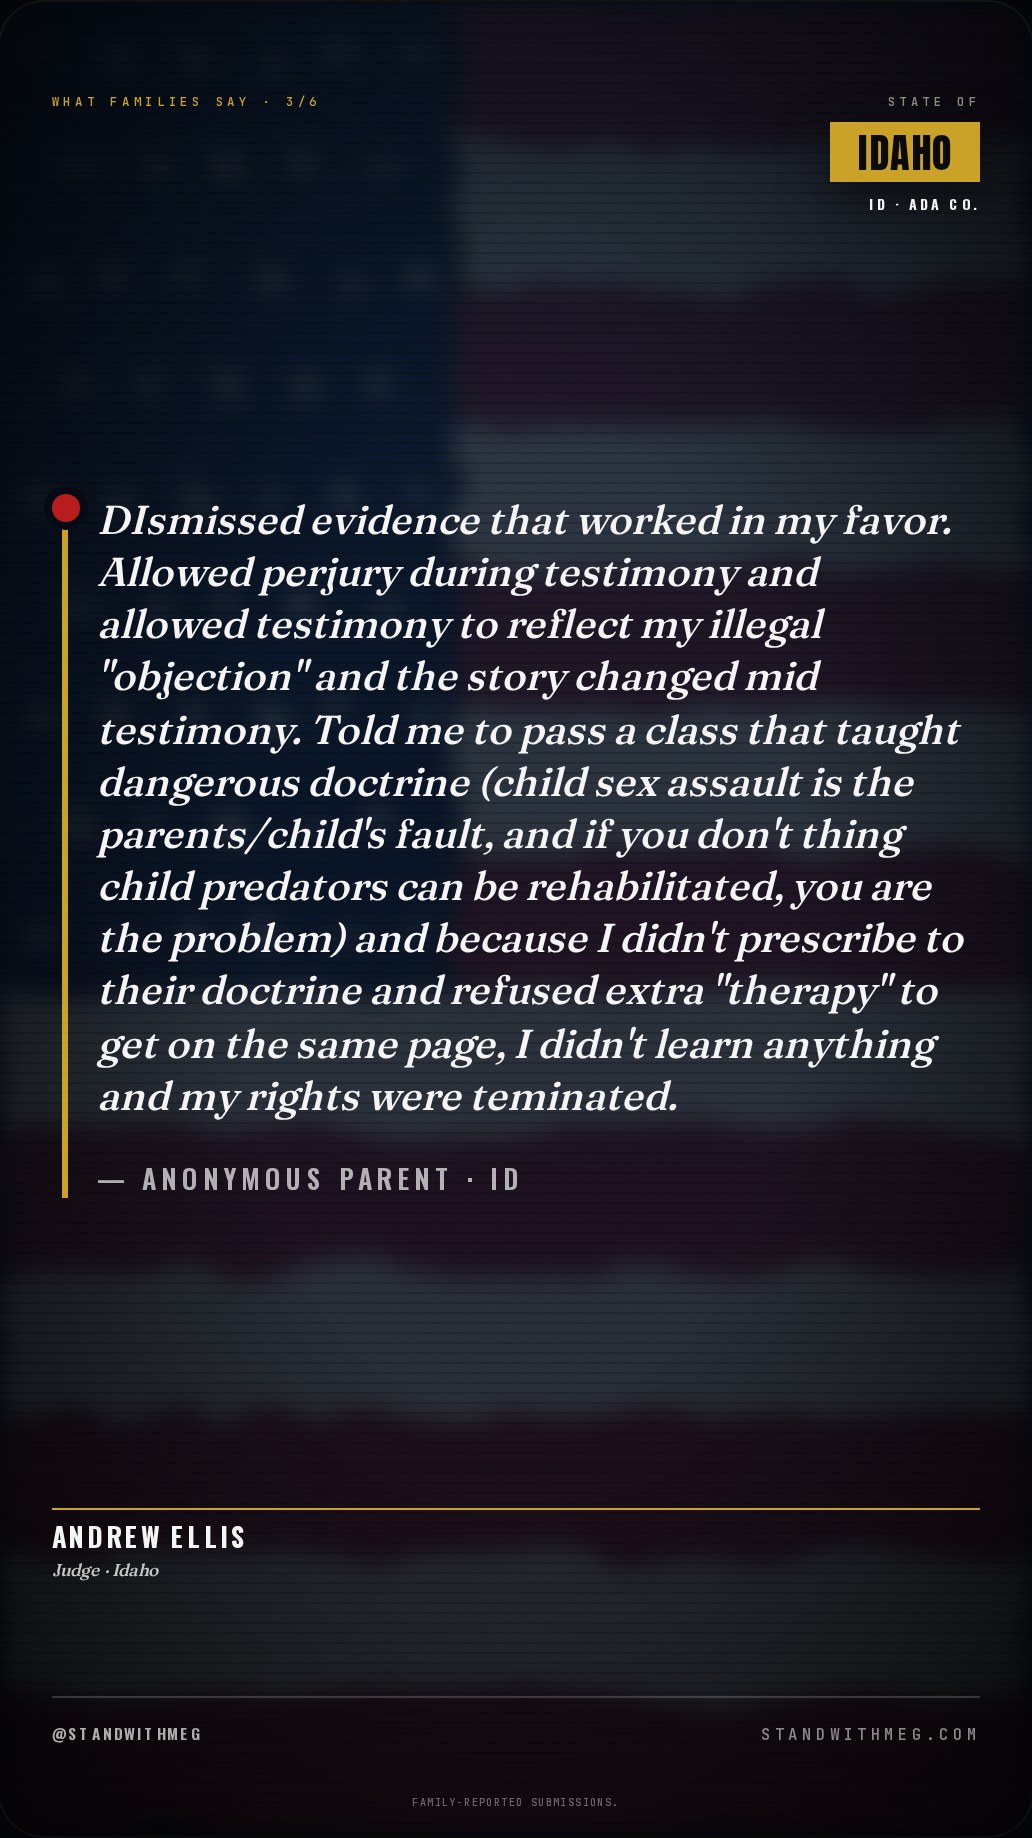 WHAT FAMILIES SAY · 3/6
STATE OF
IDAHO
ID · ADA CO.
DIsmissed evidence that worked in my favor.
Allowed perjury during testimony and
allowed testimony to reflect my illegal
"objection" and the story changed mid
testimony. Told me to pass a class that taught
dangerous doctrine (child sex assault is the
parents/child's fault, and if you don't thing
child predators can be rehabilitated, you are
the problem) and because I didn't prescribe to
their doctrine and refused extra "therapy" to
get on the same page, I didn't learn anything
and my rights were teminated.
— ANONYMOUS PARENT · ID
ANDREW ELLIS
Judge · Idaho
@STANDWITHMEG
STANDWITHMEG.COM
FAMILY-REPORTED SUBMISSIONS.